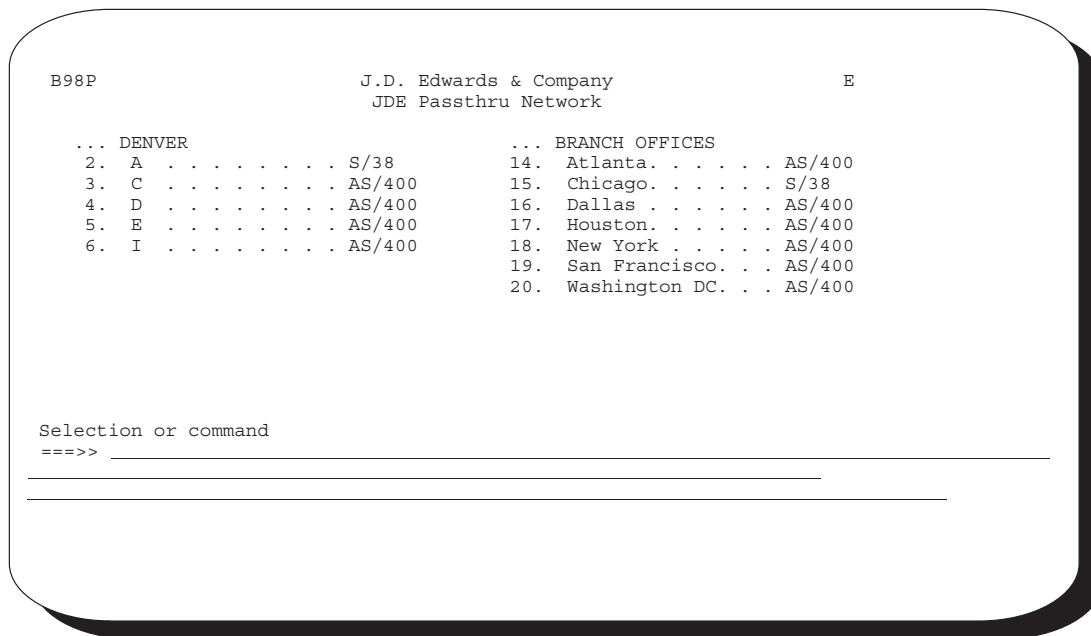 B98P J.D. Edwards & Company E
JDE Passthru Network
... DENVER ... BRANCH OFFICES
2. A . . . . . . . . S/38 14. Atlanta. . . . . . AS/400
3. C . . . . . . . . AS/400 15. Chicago. . . . . . S/38
4. D . . . . . . . . AS/400 16. Dallas . . . . . . AS/400
5. E . . . . . . . . AS/400 17. Houston. . . . . . AS/400
6. I . . . . . . . . AS/400 18. New York . . . . . AS/400
19. San Francisco. . . AS/400
20. Washington DC. . . AS/400
Selection or command
===>>